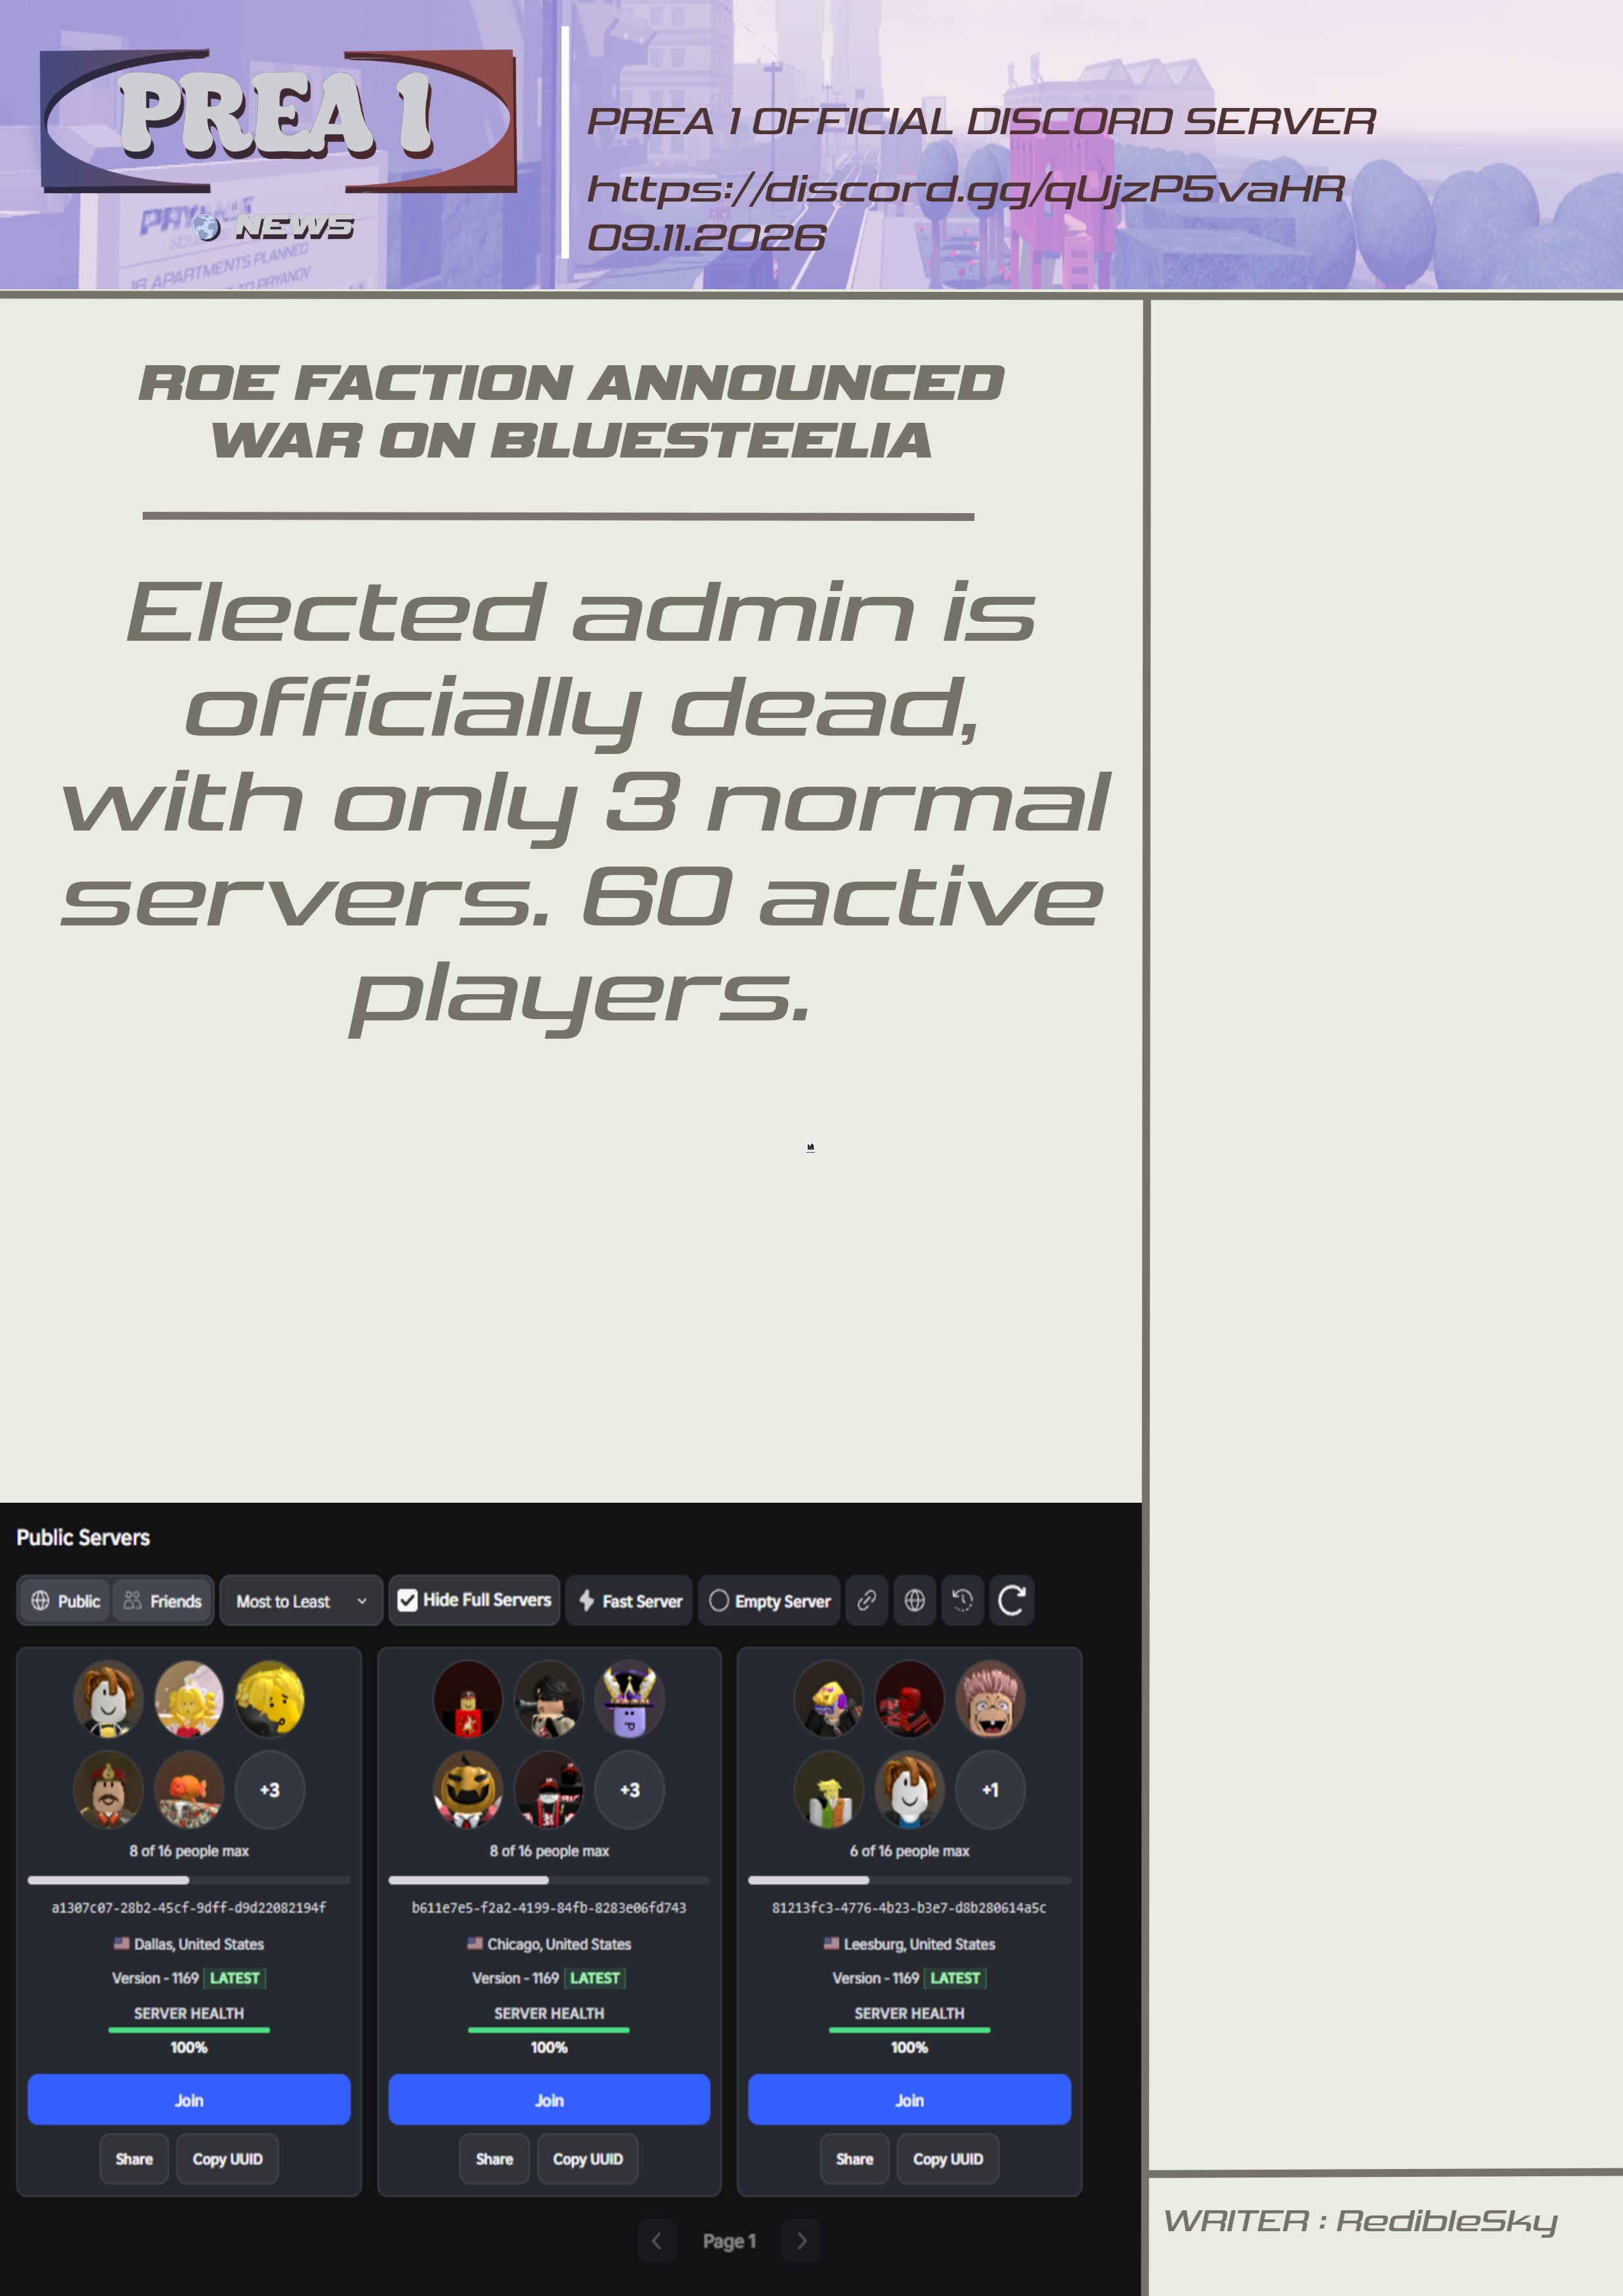 PREA 1
NEWS
PREA 1 OFFICIAL DISCORD SERVER
https://discord.gg/qUjzP5vaHR
09.11.2026
18 APARTMENTS PLANNED
TO PRYANOV
ROE FACTION ANNOUNCED
WAR ON BLUESTEELIA
Elected admin is
officially dead,
with only 3 normal
servers. 60 active
players.
Public Servers
Public Friends Most to Least Hide Full Servers Fast Server Empty Server
+3 +3 +1
8 of 16 people max 8 of 16 people max 6 of 16 people max
a1307c07-28b2-45cf-9dff-d9d22082194f b611e7e5-f2a2-4199-84fb-8283e06fd743 81213fc3-4776-4b23-b3e7-d8b280614a5c
Dallas, United States Chicago, United States Leesburg, United States
Version - 1169 LATEST Version - 1169 LATEST Version - 1169 LATEST
SERVER HEALTH SERVER HEALTH SERVER HEALTH
100% 100% 100%
Join Join Join
Share Copy UUID Share Copy UUID Share Copy UUID
Page 1
WRITER : RedibleSky